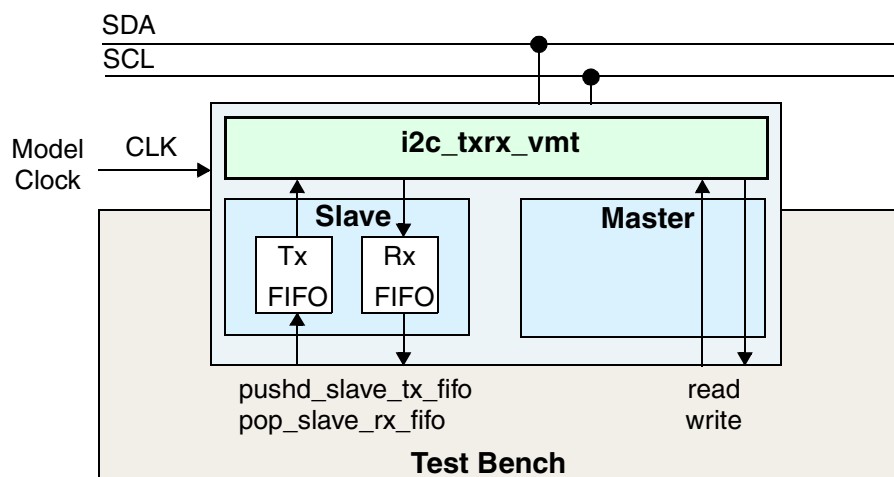 SDA
SCL
i2c_txrx_vmt
Model
Clock
CLK
Slave
Master
Tx
FIFO
Rx
FIFO
pushd_slave_tx_fifo
pop_slave_rx_fifo
read
write
Test Bench